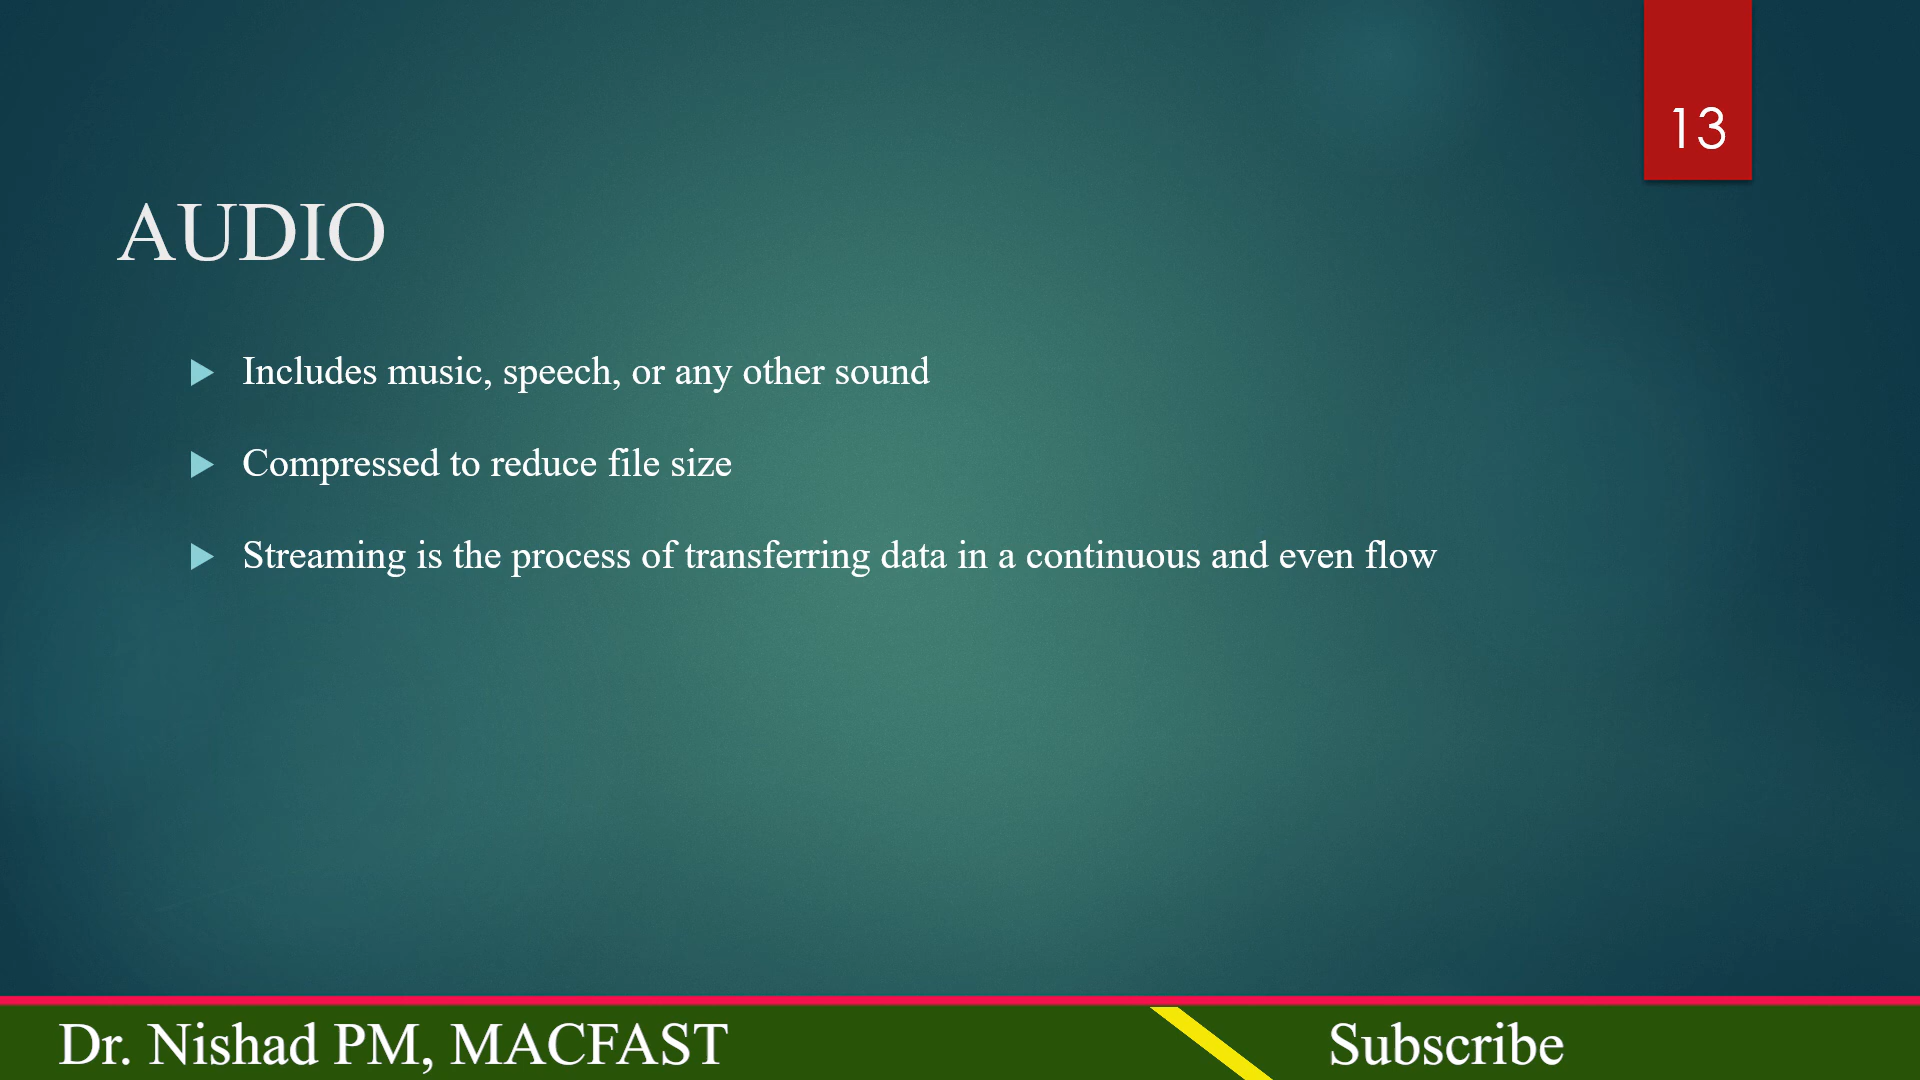 13
AUDIO
Includes music, speech, or any other sound
Compressed to reduce file size
Streaming is the process of transferring data in a continuous and even flow
Dr. Nishad PM, MACFAST
Subscribe